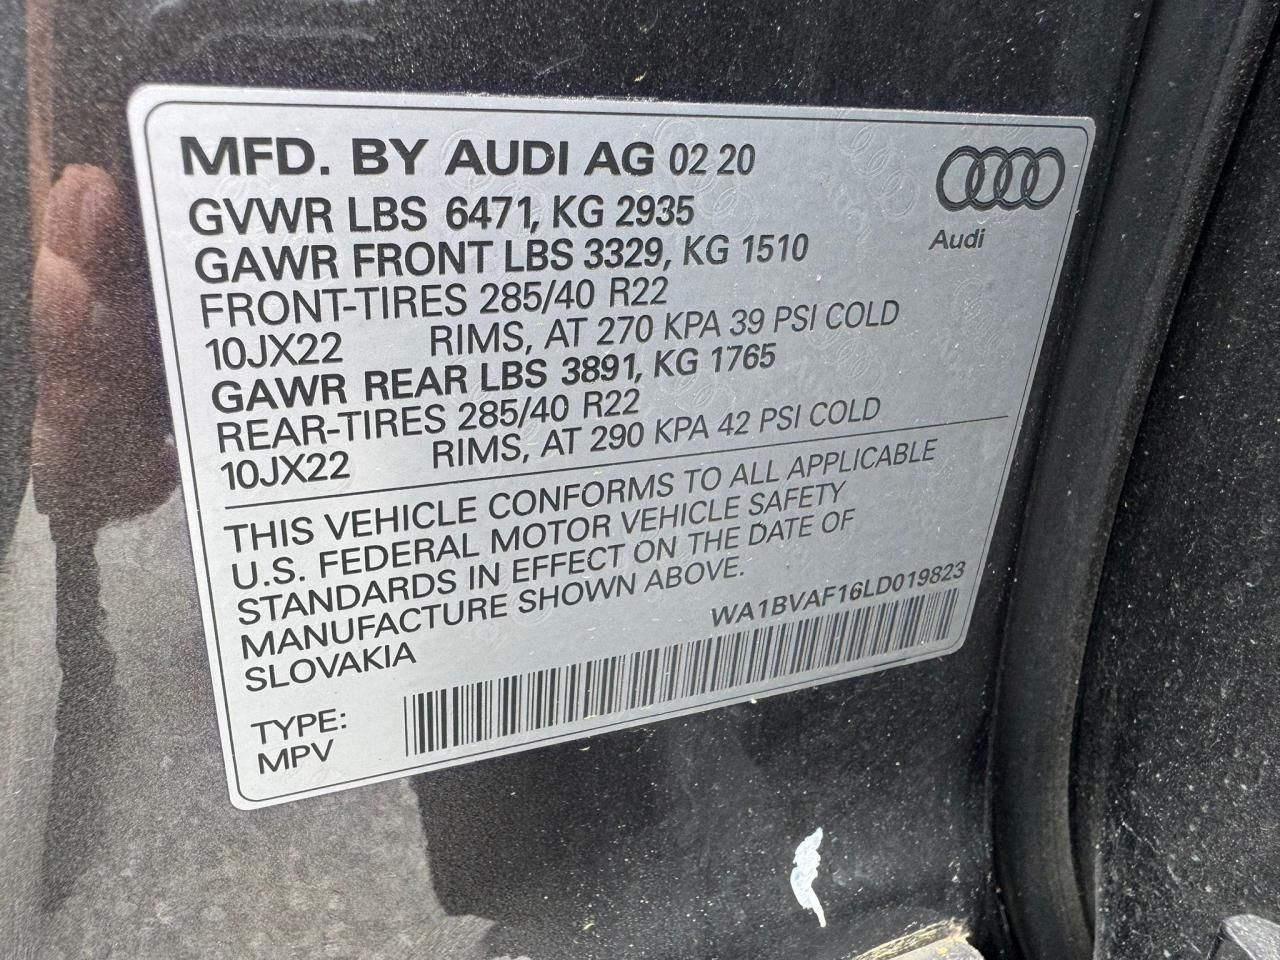 MFD. BY AUDI AG 02 20
GVWR LBS 6471, KG 2935
GAWR FRONT LBS 3329, KG 1510
FRONT-TIRES 285/40 R22
10JX22 RIMS, AT 270 KPA 39 PSI COLD
GAWR REAR LBS 3891, KG 1765
REAR-TIRES 285/40 R22
10JX22 RIMS, AT 290 KPA 42 PSI COLD
Audi
THIS VEHICLE CONFORMS TO ALL APPLICABLE
U.S. FEDERAL MOTOR VEHICLE SAFETY
STANDARDS IN EFFECT ON THE DATE OF
MANUFACTURE SHOWN ABOVE.
SLOVAKIA
WA1BVAF16LD019823
TYPE:
MPV